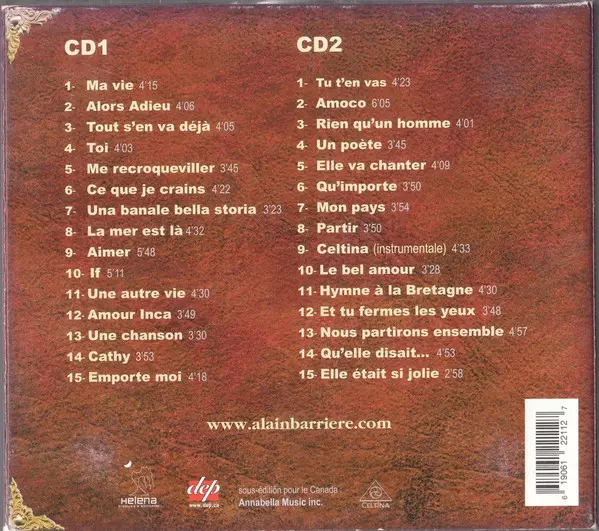 CD1
1- Ma vie 4'15
2- Alors Adieu 4'06
3- Tout s'en va déjà 4'05
4- Toi 4'03
5- Me recroqueviller 3'45
6- Ce que je crains 4'22
7- Una banale bella storia 3'23
8- La mer est là 4'32
9- Aimer 5'48
10- If 5'11
11- Une autre vie 4'30
12- Amour Inca 3'49
13- Une chanson 3'30
14- Cathy 3'53
15- Emporte moi 4'18
CD2
1- Tu t'en vas 4'23
2- Amoco 6'05
3- Rien qu'un homme 4'01
4- Un poète 3'45
5- Elle va chanter 4'09
6- Qu'importe 3'50
7- Mon pays 3'54
8- Partir 3'50
9- Celtina (instrumentale) 4'33
10- Le bel amour 3'28
11- Hymne à la Bretagne 4'30
12- Et tu fermes les yeux 3'48
13- Nous partirons ensemble 4'57
14- Qu'elle disait... 4'53
15- Elle était si jolie 2'58
www.alainbarriere.com
Helena
dep
www.dep.ca
sous-édition pour le Canada
Annabella Music inc.
CELTINA
6 19061 22112 7